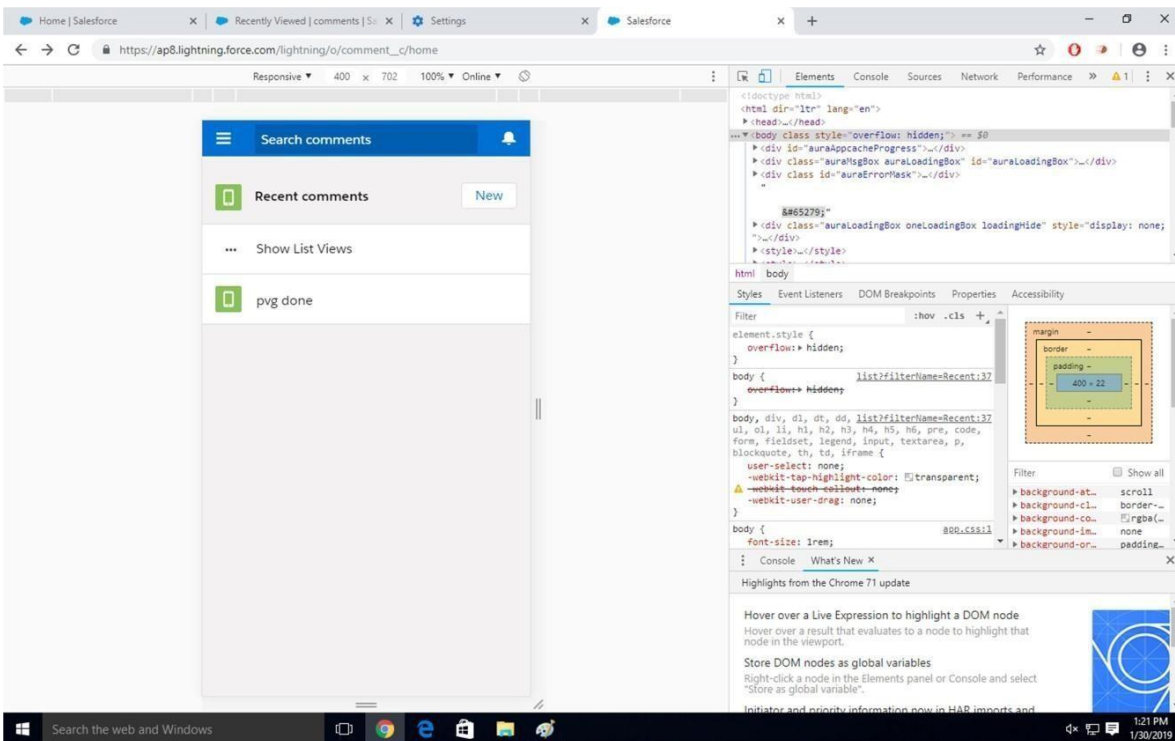 Home | Salesforce
Recently Viewed | comments | Sa
Settings
Salesforce
https://ap8.lightning.force.com/lightning/o/comment__c/home
Responsive ▼ 400 x 702 100% ▼ Online ▼
Elements Console Sources Network Performance » 1
Search comments
Recent comments New
Show List Views
pvg done
<!doctype html>
<html dir="ltr" lang="en">
<head>…</head>
<body class style="overflow: hidden;"> == $0
<div id="auraAppcacheProgress">…</div>
<div class="auraMsgBox auraLoadingBox" id="auraLoadingBox">…</div>
<div class id="auraErrorMask">…</div>
"
&#65279;"
<div class="auraLoadingBox oneLoadingBox loadingHide" style="display: none;
">…</div>
<style>…</style>
html body
Styles Event Listeners DOM Breakpoints Properties Accessibility
Filter :hov .cls +
element.style {
overflow: hidden;
}
body { list?filterName=Recent:37
overflow: hidden;
}
body, div, dl, dt, dd, list?filterName=Recent:37
ul, ol, li, h1, h2, h3, h4, h5, h6, pre, code,
form, fieldset, legend, input, textarea, p,
blockquote, th, td, iframe {
user-select: none;
-webkit-tap-highlight-color: transparent;
-webkit-touch-callout: none;
-webkit-user-drag: none;
}
body { app.css:1
font-size: 1rem;
margin -
border -
padding -
400 × 22
Filter Show all
background-at… scroll
background-cl… border-…
background-co… rgba(…
background-im… none
background-or… padding…
Console What's New ×
Highlights from the Chrome 71 update
Hover over a Live Expression to highlight a DOM node
Hover over a result that evaluates to a node to highlight that
node in the viewport.
Store DOM nodes as global variables
Right-click a node in the Elements panel or Console and select
"Store as global variable".
Initiator and priority information now in HAR imports and
Search the web and Windows
1:21 PM
1/30/2019